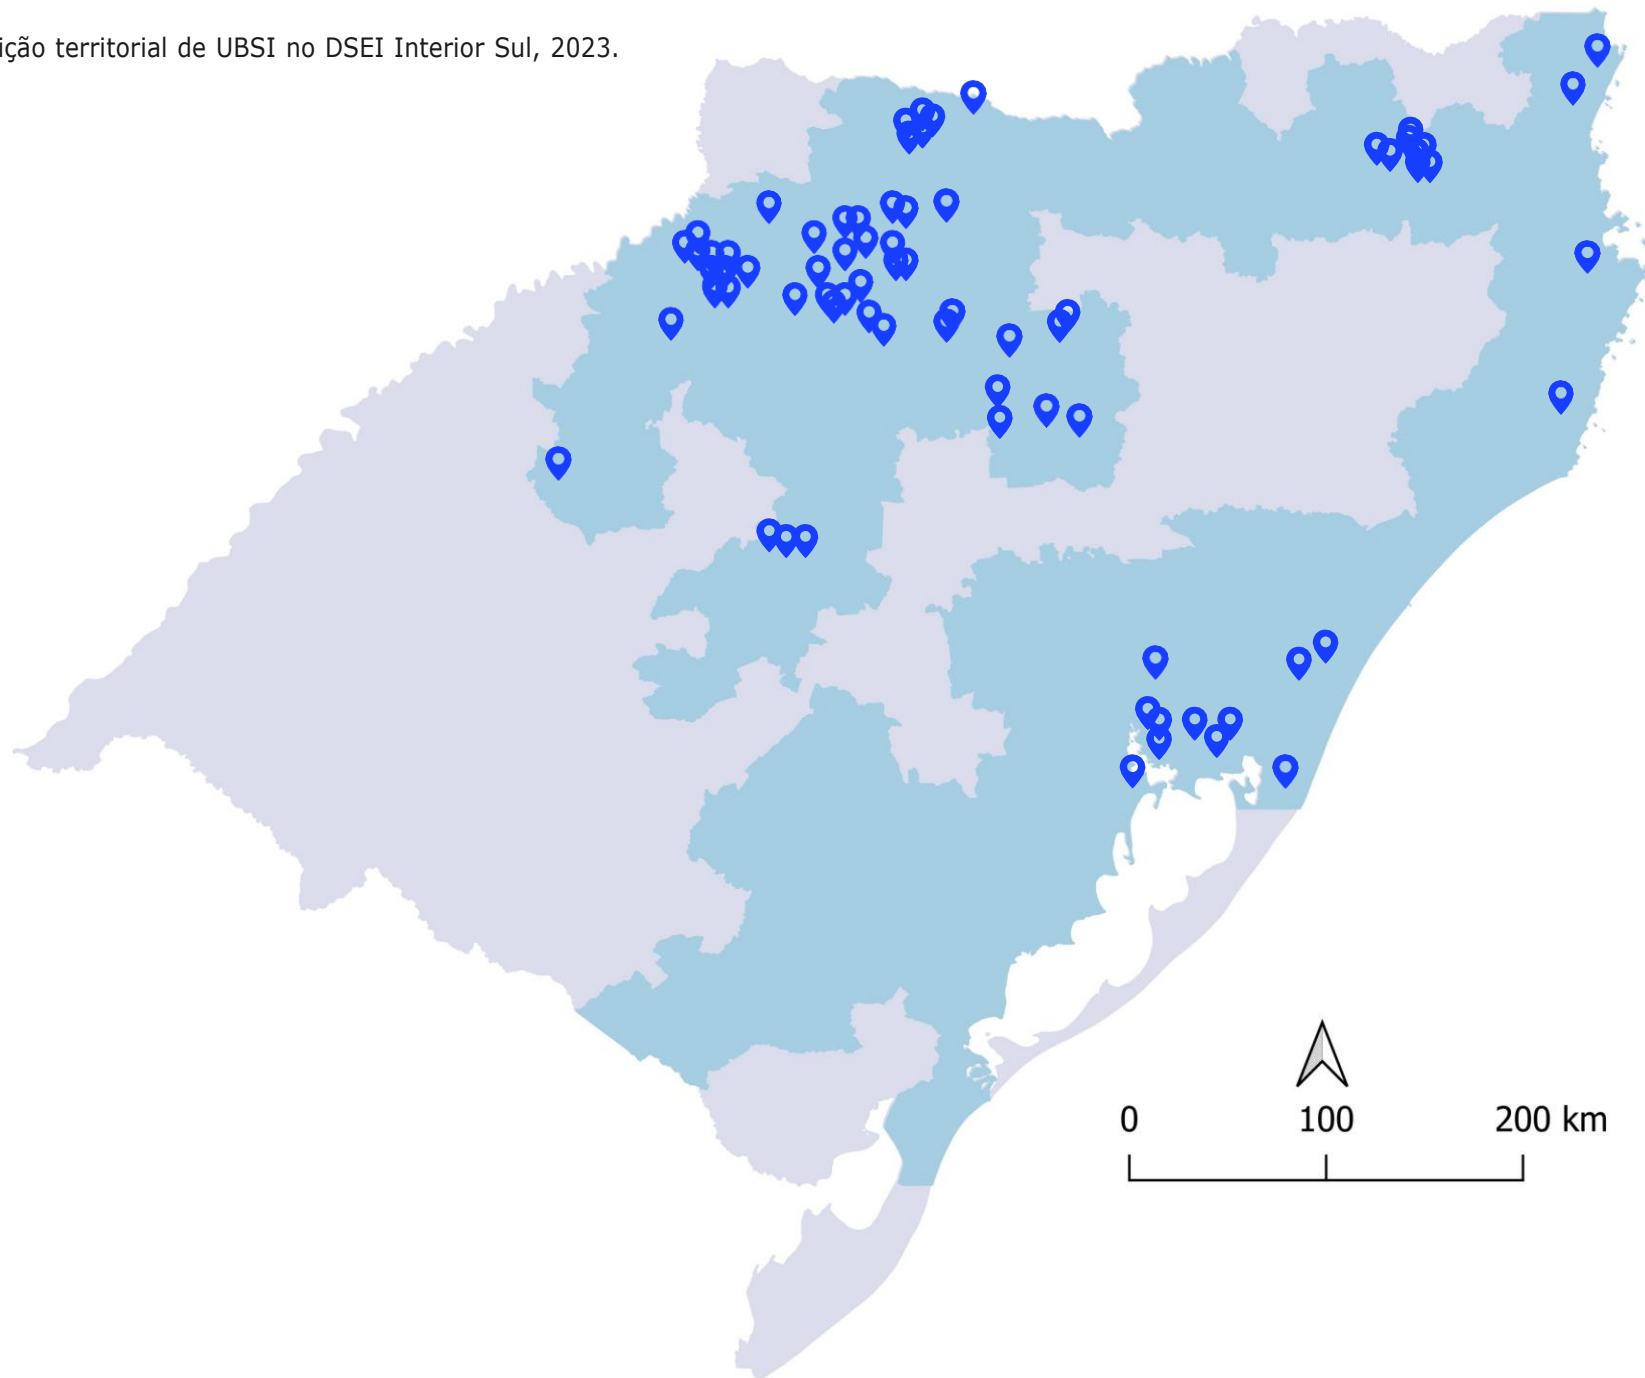 ição territorial de UBSI no DSEI Interior Sul, 2023.
0 100 200 km